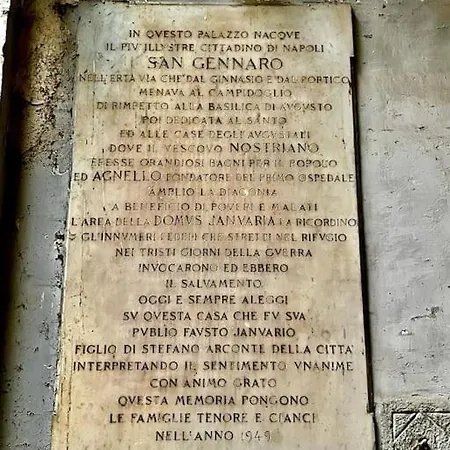 IN QVESTO PALAZZO NACQVE
IL PIV' ILLVSTRE CITTADINO DI NAPOLI
SAN GENNARO
NELL'ERTA VIA CHE DAL GINNASIO E DAL PORTICO
MENAVA AL CAMPIDOGLIO
DI RIMPETTO ALLA BASILICA DI AVGVSTO
POI DEDICATA AL SANTO
ED ALLE CASE DEGLI AVGVSTALI
DOVE IL VESCOVO NOSTRIANO
ERESSE GRANDIOSI BAGNI PER IL POPOLO
ED AGNELLO FONDATORE DEL PRIMO OSPEDALE
AMPLIO LA DIACONIA
A BENEFICIO DI POVERI E MALATI
L'AREA DELLA DOMVS JANVARIA RICORDINO
GL'INNVMERI FEDELI CHE STRETTI NEL RIFVGIO
NEI TRISTI GIORNI DELLA GVERRA
INVOCARONO ED EBBERO
IL SALVAMENTO
OGGI E SEMPRE ALEGGI
SV QVESTA CASA CHE FV SVA
PVBLIO FAVSTO JANVARIO
FIGLIO DI STEFANO ARCONTE DELLA CITTA'
INTERPRETANDO IL SENTIMENTO VNANIME
CON ANIMO GRATO
QVESTA MEMORIA PONGONO
LE FAMIGLIE TENORE E CIANCI
NELL'ANNO 1949